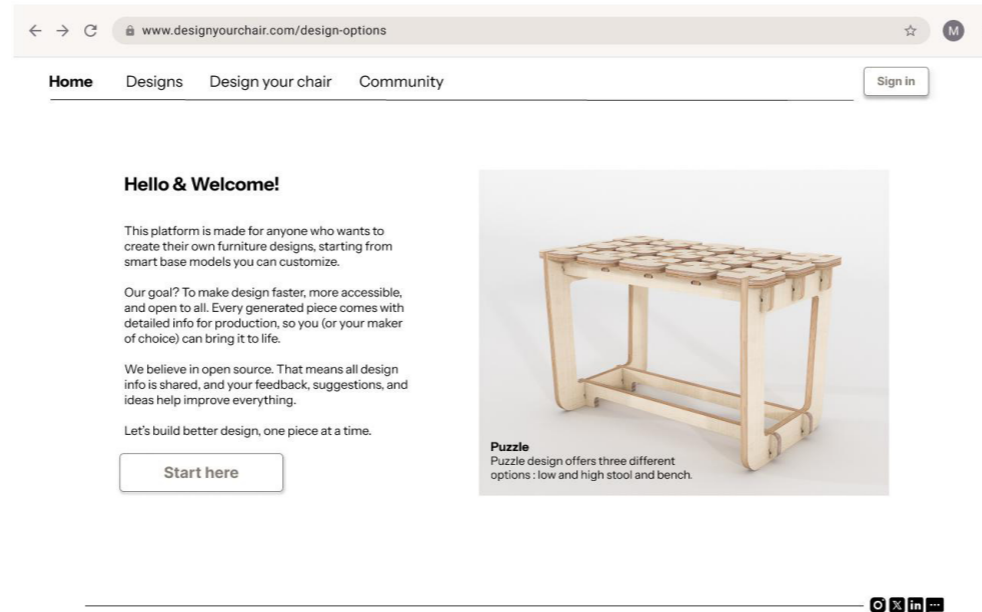 www.designyourchair.com/design-options
M
Home Designs Design your chair Community Sign in
Hello & Welcome!
This platform is made for anyone who wants to
create their own furniture designs, starting from
smart base models you can customize.
Our goal? To make design faster, more accessible,
and open to all. Every generated piece comes with
detailed info for production, so you (or your maker
of choice) can bring it to life.
We believe in open source. That means all design
info is shared, and your feedback, suggestions, and
ideas help improve everything.
Let's build better design, one piece at a time.
Start here
Puzzle
Puzzle design offers three different
options : low and high stool and bench.
X in